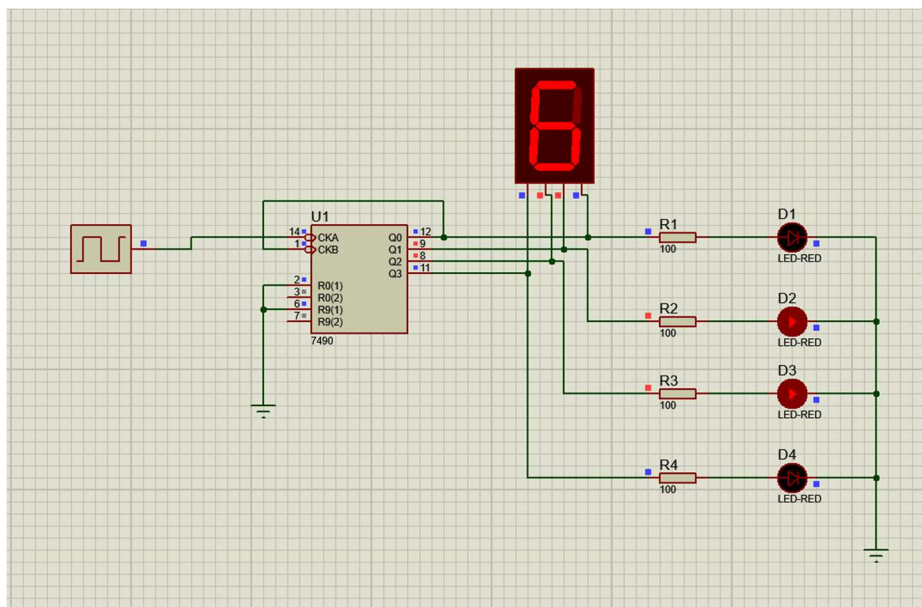 6
U1
14 CKA Q0 12
1 CKB Q1 9
Q2 8
Q3 11
2 R0(1)
3 R0(2)
6 R9(1)
7 R9(2)
7490
R1
100
D1
LED-RED
R2
100
D2
LED-RED
R3
100
D3
LED-RED
R4
100
D4
LED-RED